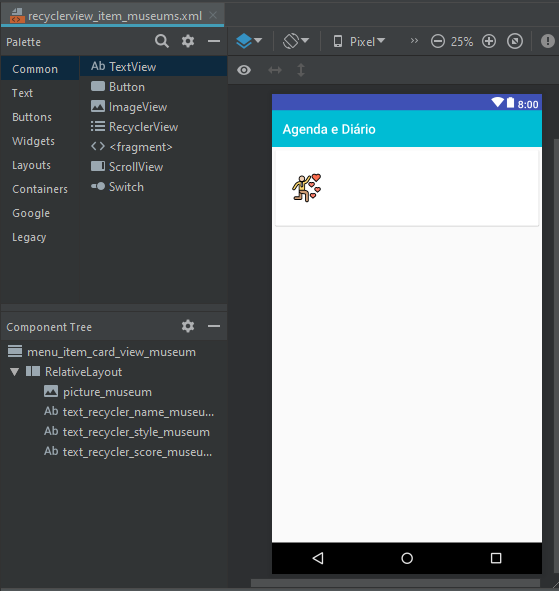 recyclerview_item_museums.xml
Palette
Pixel
25%
Common
Text
Buttons
Widgets
Layouts
Containers
Google
Legacy
Ab TextView
Button
ImageView
RecyclerView
<fragment>
ScrollView
Switch
8:00
Agenda e Diário
Component Tree
menu_item_card_view_museum
RelativeLayout
picture_museum
Ab text_recycler_name_museu...
Ab text_recycler_style_museum
Ab text_recycler_score_museu...